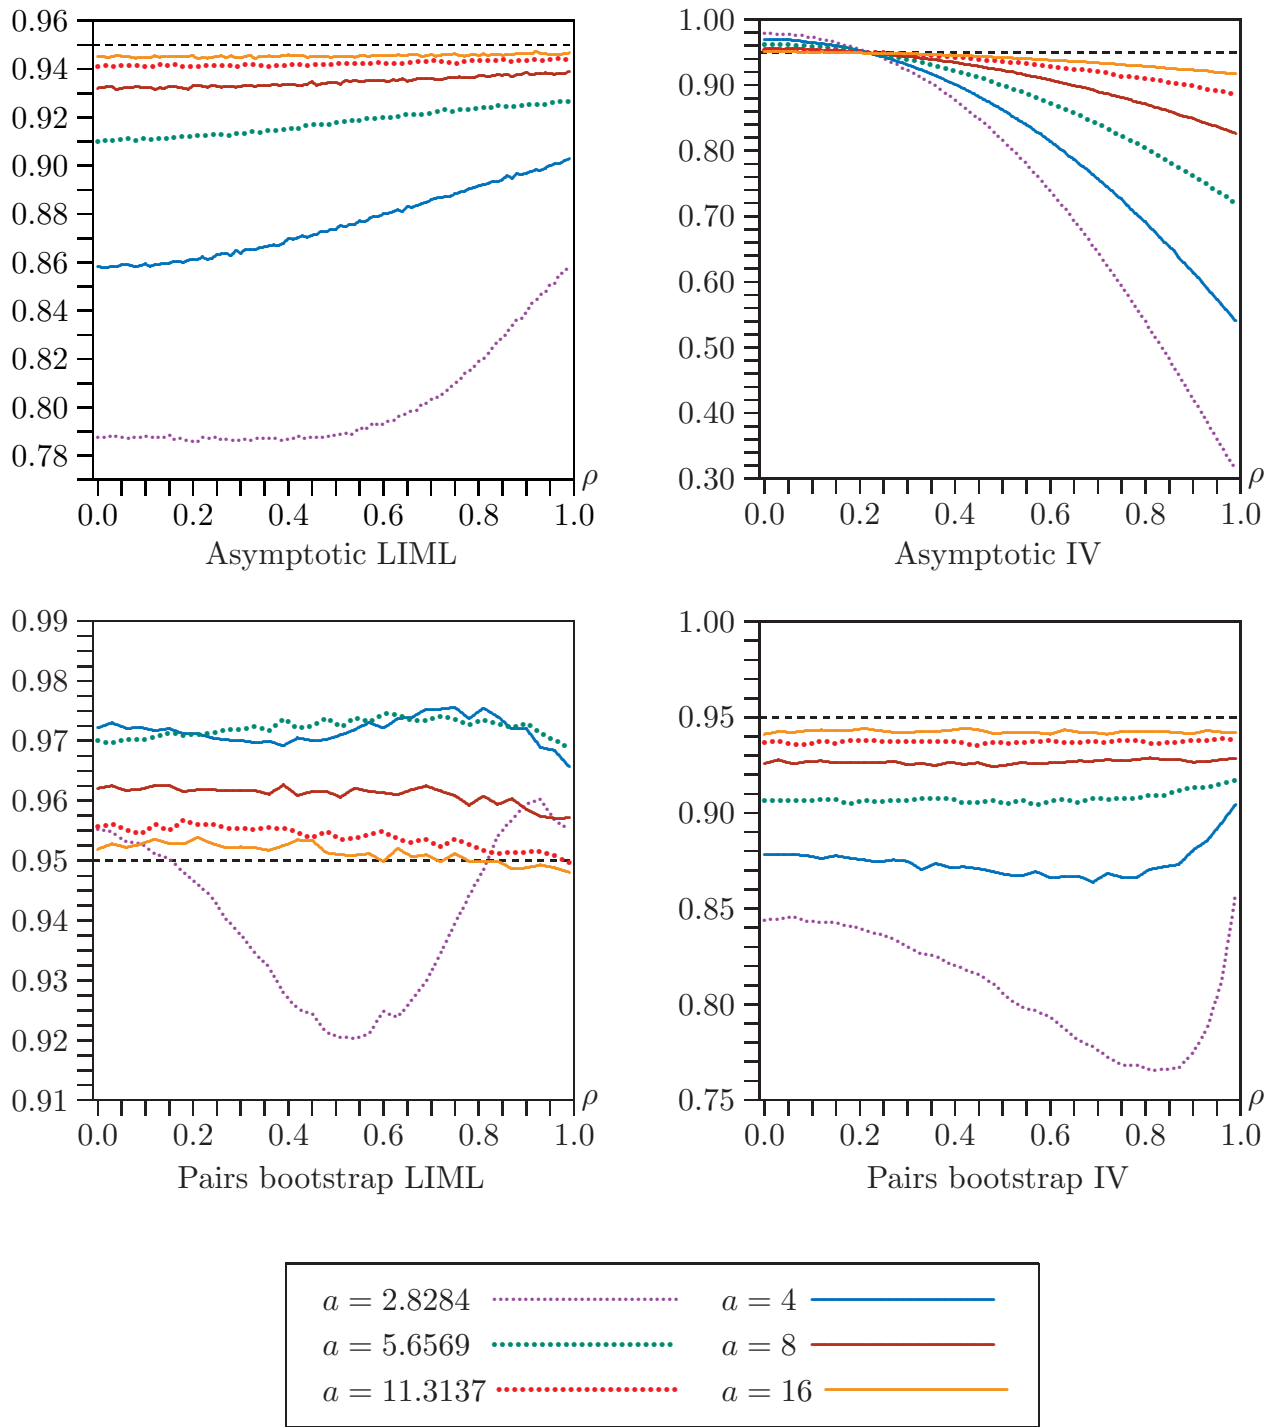 0.96
0.94
0.92
0.90
0.88
0.86
0.84
0.82
0.80
0.78
ρ
0.0 0.2 0.4 0.6 0.8 1.0
Asymptotic LIML
1.00
0.90
0.80
0.70
0.60
0.50
0.40
0.30
ρ
0.0 0.2 0.4 0.6 0.8 1.0
Asymptotic IV
0.99
0.98
0.97
0.96
0.95
0.94
0.93
0.92
0.91
ρ
0.0 0.2 0.4 0.6 0.8 1.0
Pairs bootstrap LIML
1.00
0.95
0.90
0.85
0.80
0.75
ρ
0.0 0.2 0.4 0.6 0.8 1.0
Pairs bootstrap IV
a = 2.8284
a = 4
a = 5.6569
a = 8
a = 11.3137
a = 16